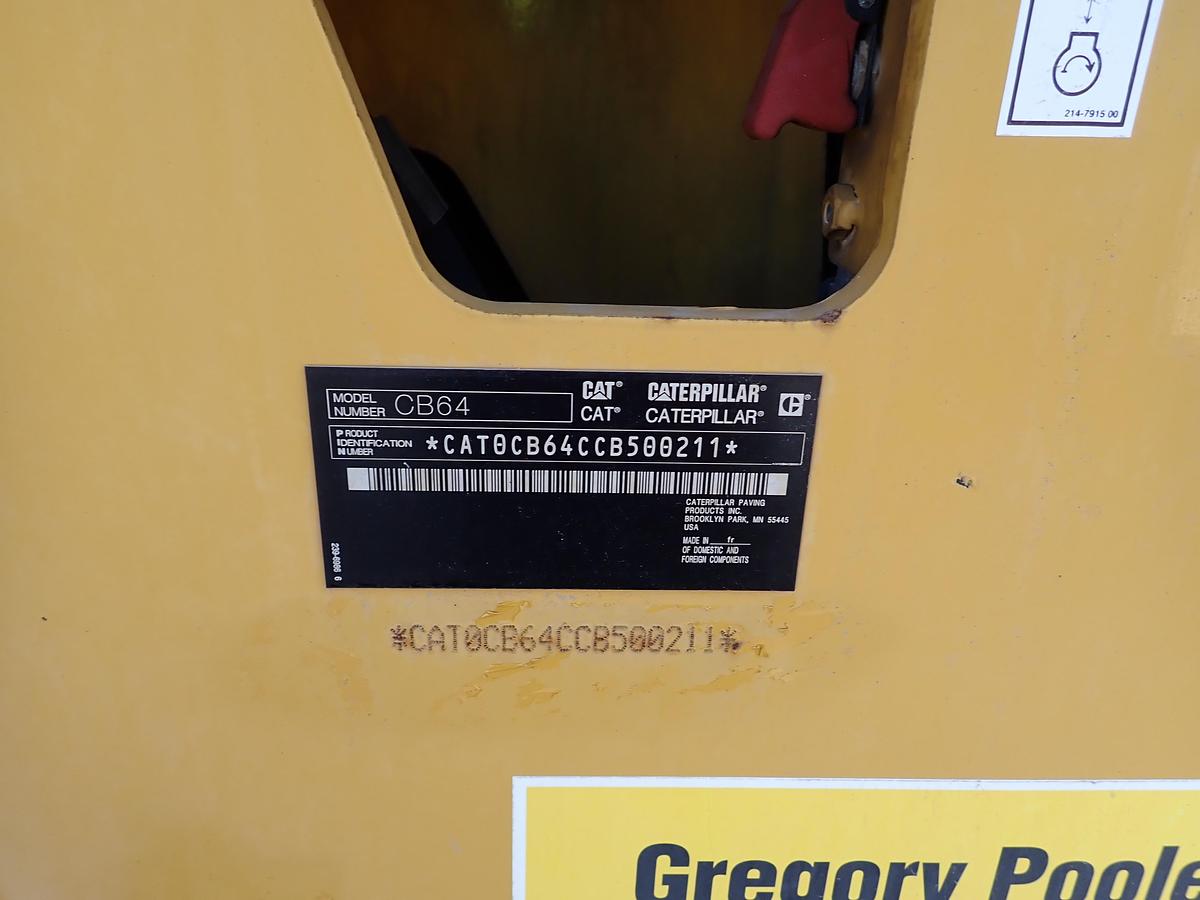 214-7915 00
MODEL
NUMBER CB64
CAT® CATERPILLAR®
CAT® CATERPILLAR®
PRODUCT
IDENTIFICATION
NUMBER
*CAT0CB64CCB500211*
CATERPILLAR PAVING
PRODUCTS INC.
BROOKLYN PARK, MN 55445
USA
MADE IN fr
OF DOMESTIC AND
FOREIGN COMPONENTS
*CAT0CB64CCB500211*
Gregory Poole